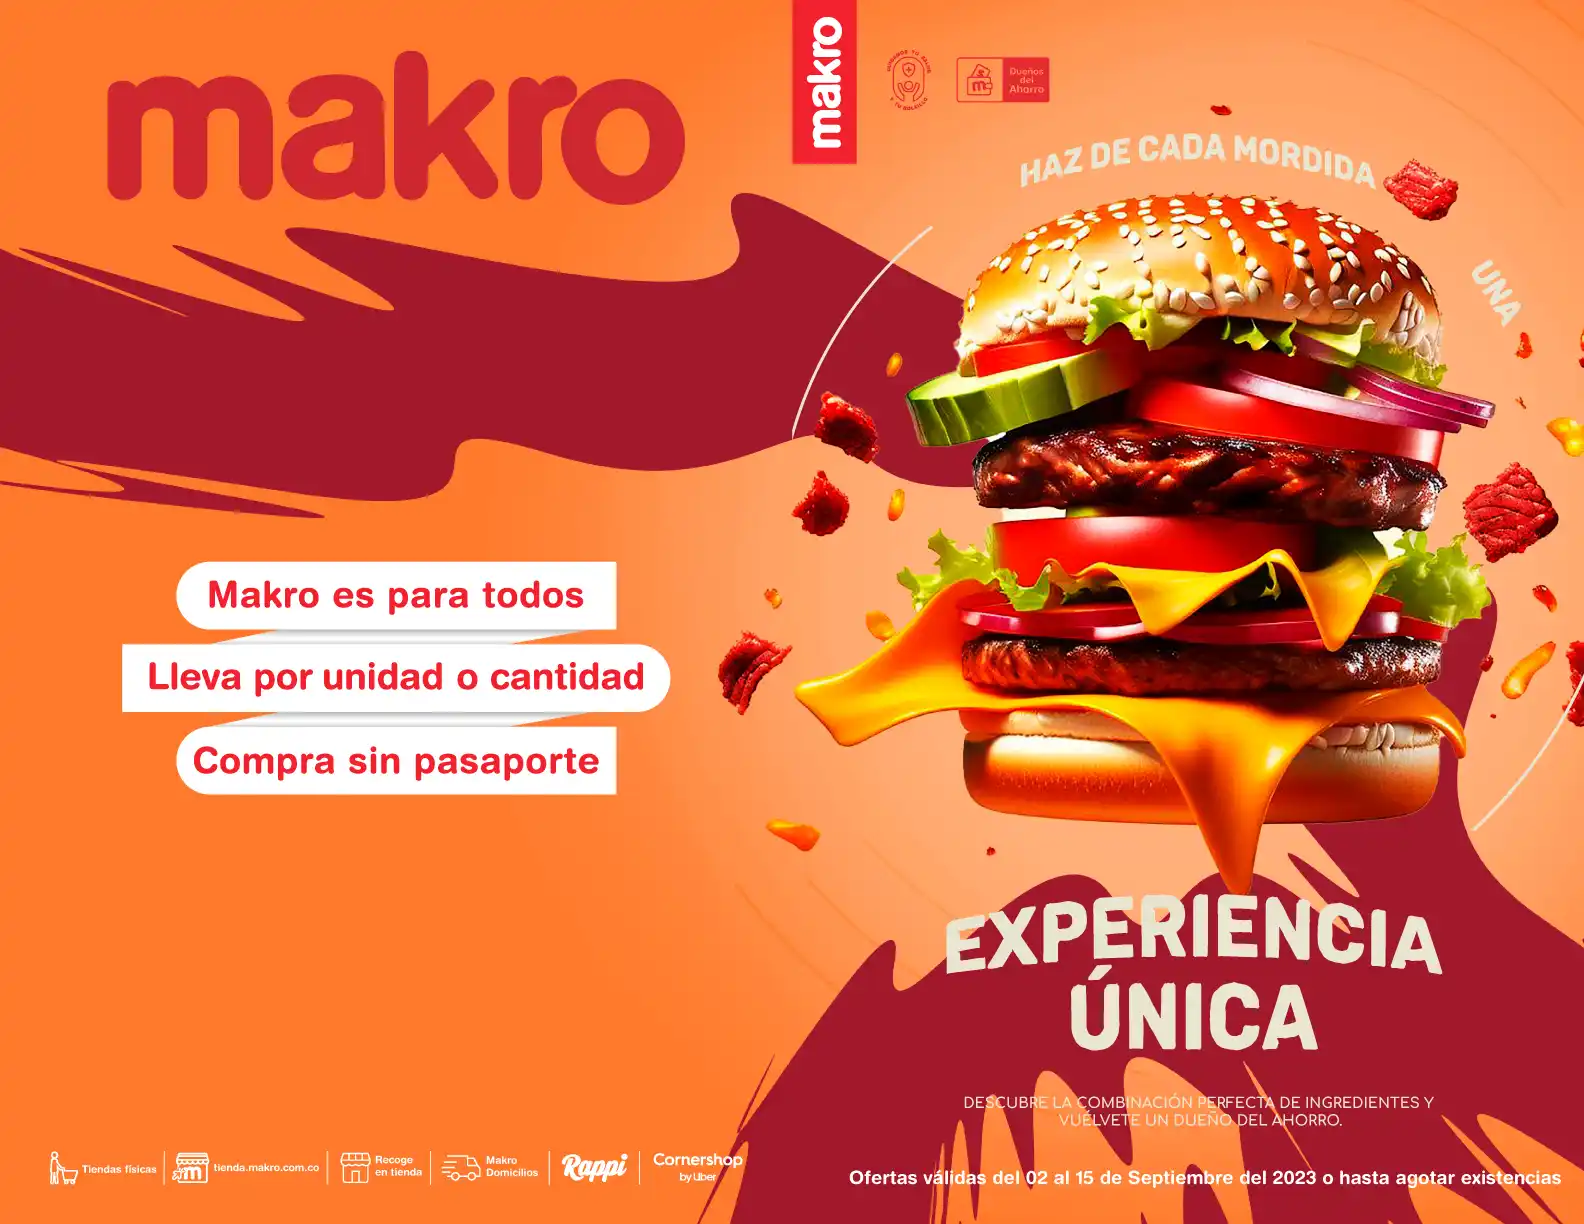 makro
Makro es para todos
Lleva por unidad o cantidad
Compra sin pasaporte
Tiendas físicas
m
tienda.makro.com.co
Recoge
en tienda
Makro
Domicilios
Rappi
Cornershop
by Uber
makro
Y TU BOLSILLO
m
Dueños
del
Ahorro
HAZ DE CADA MORDIDA
UNA
EXPERIENCIA
ÚNICA
DESCUBRE LA COMBINACIÓN PERFECTA DE INGREDIENTES Y
VUÉLVETE UN DUEÑO DEL AHORRO.
Ofertas válidas del 02 al 15 de Septiembre del 2023 o hasta agotar existencias